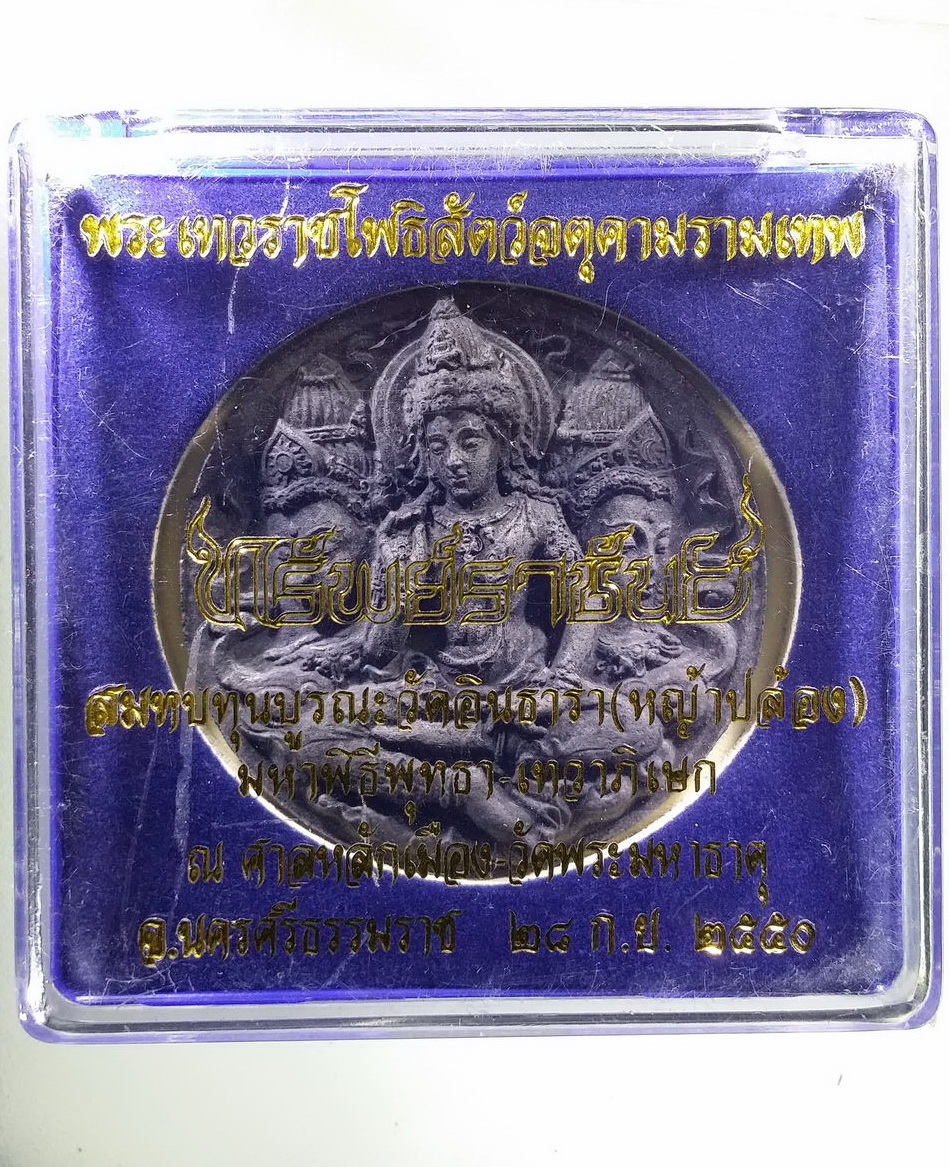 พระเทวราชโพธิสัตว์จตุคามรามเทพ
ทรัพย์ราชันย์
สมทบทุนบูรณะวัดอินธารา(หญ้าปล้อง)
มหาพิธีพุทธา-เทวาภิเษก
ณ ศาลหลักเมือง-วัดพระมหาธาตุ
จ.นครศรีธรรมราช ๒๘ ก.ย. ๒๕๕๐